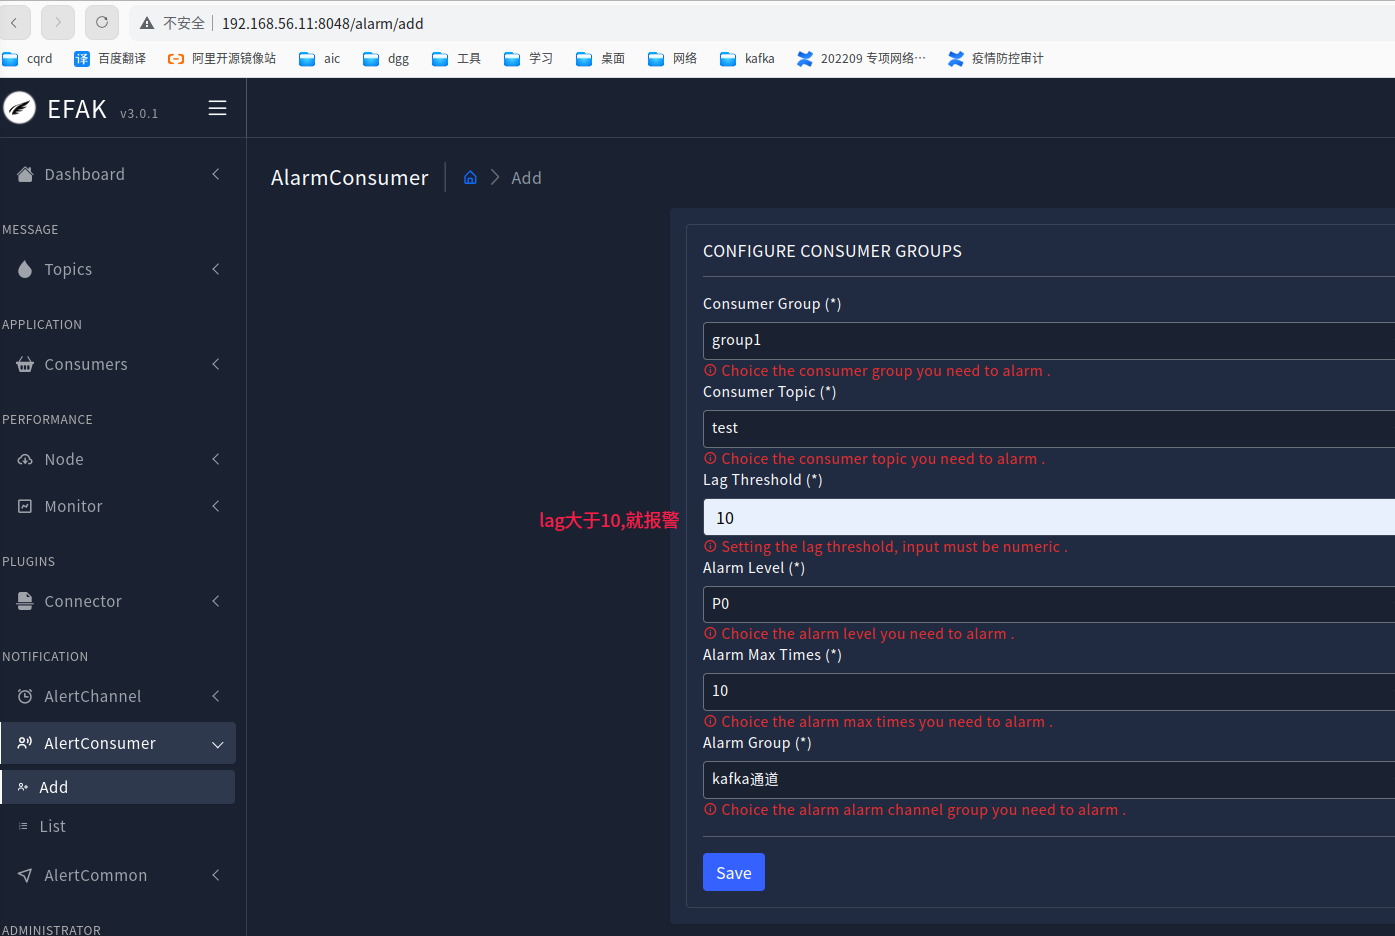 不安全 192.168.56.11:8048/alarm/add
cqrd 百度翻译 阿里开源镜像站 aic dgg 工具 学习 桌面 网络 kafka 202209 专项网络… 疫情防控审计
EFAK v3.0.1
Dashboard
AlarmConsumer Add
MESSAGE
Topics
APPLICATION
Consumers
PERFORMANCE
Node
Monitor
PLUGINS
Connector
NOTIFICATION
AlertChannel
AlertConsumer
Add
List
AlertCommon
ADMINISTRATOR
CONFIGURE CONSUMER GROUPS
Consumer Group (*)
group1
Choice the consumer group you need to alarm .
Consumer Topic (*)
test
Choice the consumer topic you need to alarm .
Lag Threshold (*)
lag大于10,就报警
10
Setting the lag threshold, input must be numeric .
Alarm Level (*)
P0
Choice the alarm level you need to alarm .
Alarm Max Times (*)
10
Choice the alarm max times you need to alarm .
Alarm Group (*)
kafka通道
Choice the alarm alarm channel group you need to alarm .
Save